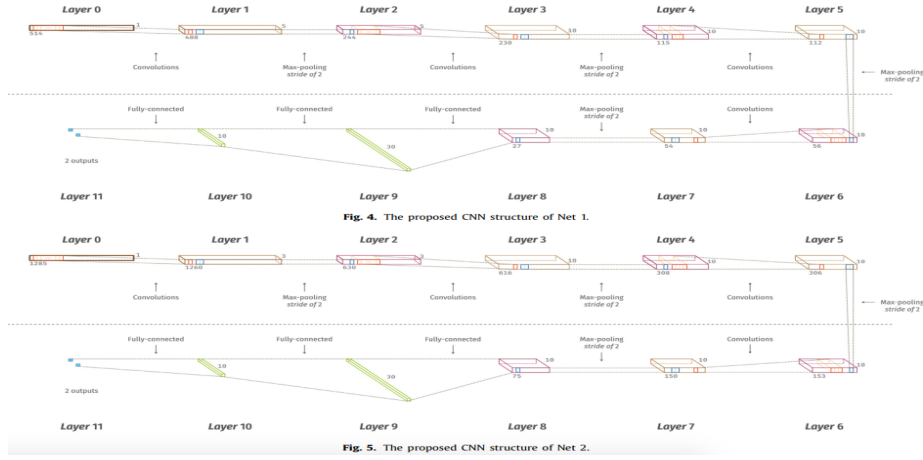 Layer 0 Layer 1 Layer 2 Layer 3 Layer 4 Layer 5
1 5 5 10 10 10
514 488 244 230 115 112
Convolutions Max-pooling stride of 2 Convolutions Max-pooling stride of 2 Convolutions Max-pooling stride of 2
Fully-connected Fully-connected Fully-connected Max-pooling stride of 2 Convolutions
10 30 10 10 10
2 outputs 27 54 56
Layer 11 Layer 10 Layer 9 Layer 8 Layer 7 Layer 6
Fig. 4. The proposed CNN structure of Net 1.
Layer 0 Layer 1 Layer 2 Layer 3 Layer 4 Layer 5
1 3 3 10 10 10
1285 1260 630 616 308 306
Convolutions Max-pooling stride of 2 Convolutions Max-pooling stride of 2 Convolutions Max-pooling stride of 2
Fully-connected Fully-connected Fully-connected Max-pooling stride of 2 Convolutions
10 30 10 10 10
2 outputs 75 150 153
Layer 11 Layer 10 Layer 9 Layer 8 Layer 7 Layer 6
Fig. 5. The proposed CNN structure of Net 2.